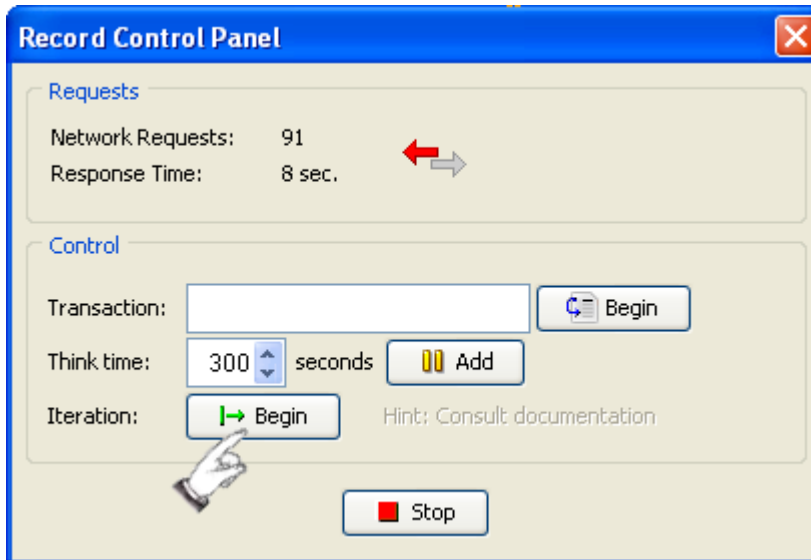 Record Control Panel
Requests
Network Requests: 91
Response Time: 8 sec.
Control
Transaction: Begin
Think time: 300 seconds Add
Iteration: Begin Hint: Consult documentation
Stop